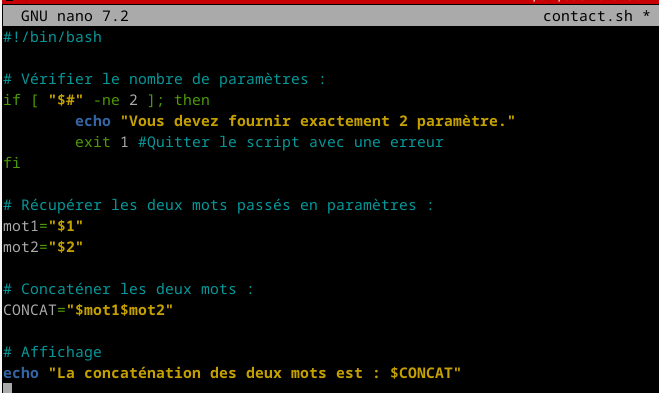 GNU nano 7.2 contact.sh *
#!/bin/bash
# Vérifier le nombre de paramètres :
if [ "$#" -ne 2 ]; then
echo "Vous devez fournir exactement 2 paramètre."
exit 1 #Quitter le script avec une erreur
fi
# Récupérer les deux mots passés en paramètres :
mot1="$1"
mot2="$2"
# Concaténer les deux mots :
CONCAT="$mot1$mot2"
# Affichage
echo "La concaténation des deux mots est : $CONCAT"